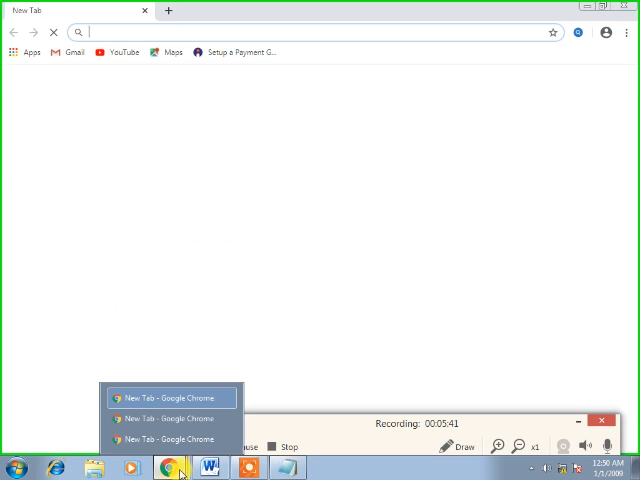 New Tab
Apps Gmail YouTube Maps Setup a Payment G...
New Tab - Google Chrome
New Tab - Google Chrome
New Tab - Google Chrome
Recording: 00:05:41
Stop Draw x1
12:50 AM
1/1/2009